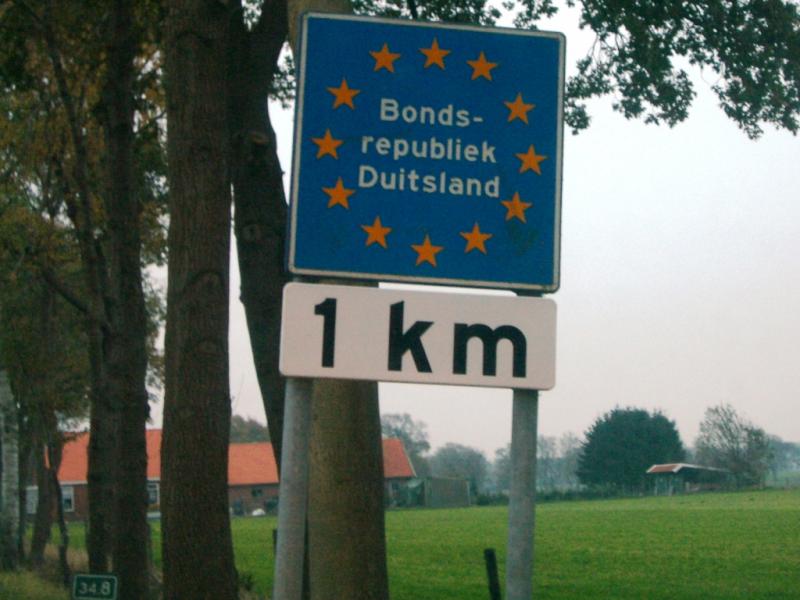 Bonds-
republiek
Duitsland
1 km
34.8